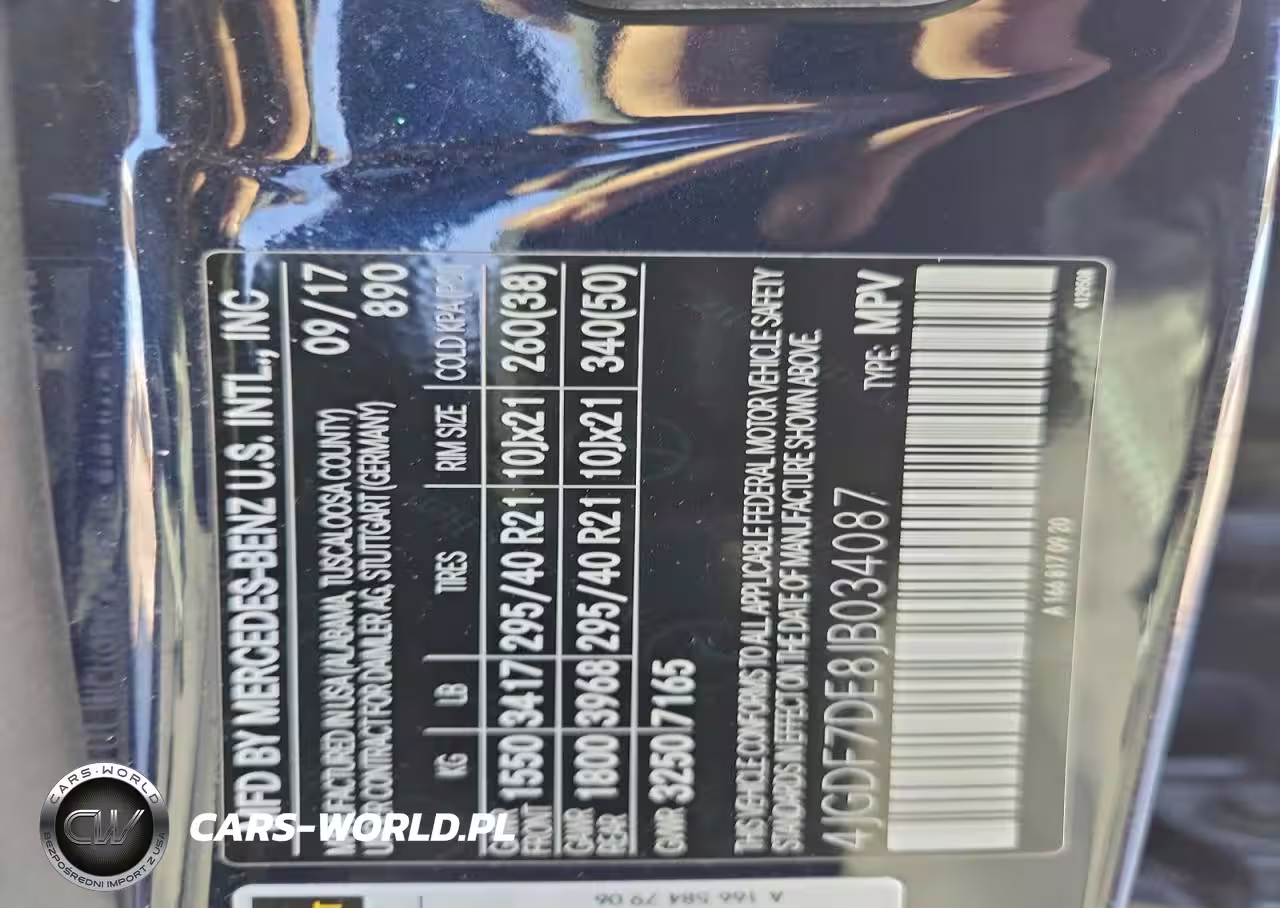 MFD BY MERCEDES-BENZ U.S. INTL., INC
MANUFACTURED IN USA (ALABAMA, TUSCALOOSA COUNTY) 09/17
UNDER CONTRACT FOR DAIMLER AG, STUTTGART (GERMANY) 890
KG LB TIRES RIM SIZE COLD KPA/PSI
GAWR FRONT 1550 3417 295/40 R21 10Jx21 260(38)
GAWR REAR 1800 3968 295/40 R21 10Jx21 340(50)
GVWR 3250 7165
THIS VEHICLE CONFORMS TO ALL APPLICABLE FEDERAL MOTOR VEHICLE SAFETY
STANDARDS IN EFFECT ON THE DATE OF MANUFACTURE SHOWN ABOVE.
4JGDF7DE8JB034087 TYPE: MPV
A 166 817 09 20
A 166 584 79 06
CARS-WORLD
CW
BEZPOŚREDNI IMPORT Z USA
CARS-WORLD.PL